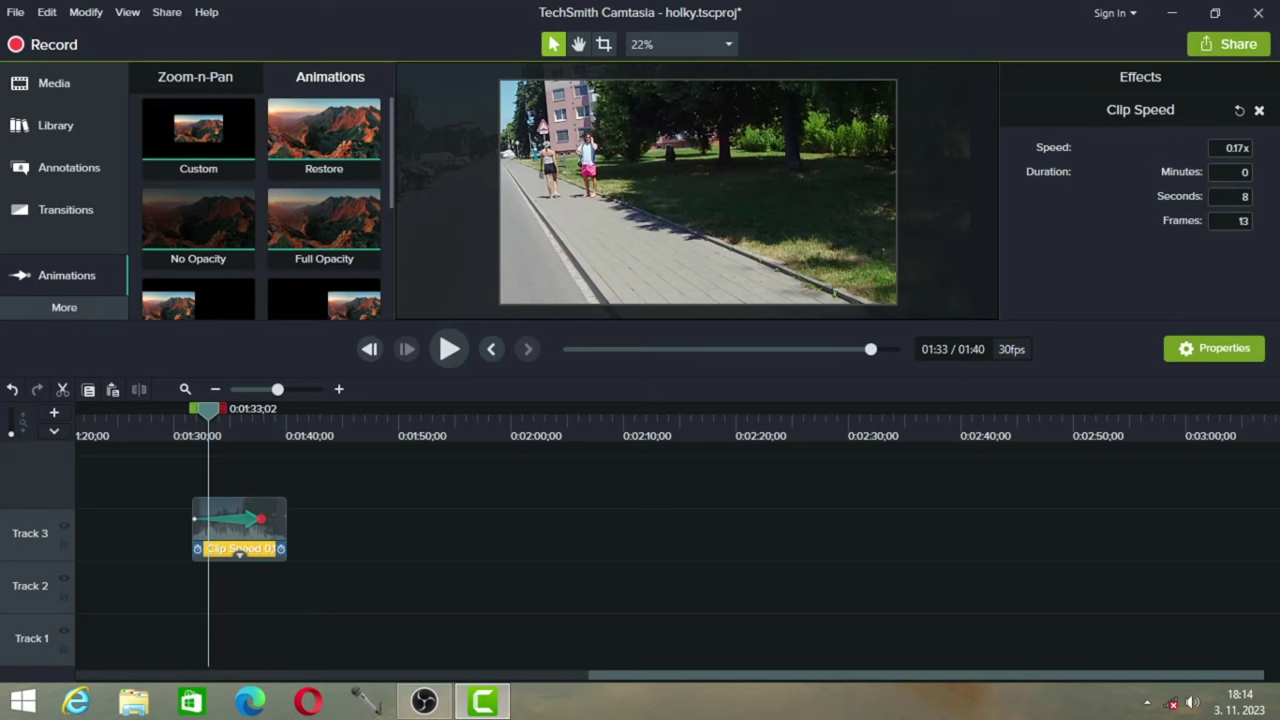 File Edit Modify View Share Help
TechSmith Camtasia - holky.tscproj*
Sign In
Record
22%
Share
Media
Library
Annotations
Transitions
Animations
More
Zoom-n-Pan
Animations
Custom
Restore
No Opacity
Full Opacity
Effects
Clip Speed
Speed: 0.17x
Duration: Minutes: 0
Seconds: 8
Frames: 13
01:33 / 01:40 30fps
Properties
0:01:33;02
1:20;00 0:01:30;00 0:01:40;00 0:01:50;00 0:02:00;00 0:02:10;00 0:02:20;00 0:02:30;00 0:02:40;00 0:02:50;00 0:03:00;00
Track 3
Clip Speed 0.
Track 2
Track 1
18:14
3. 11. 2023